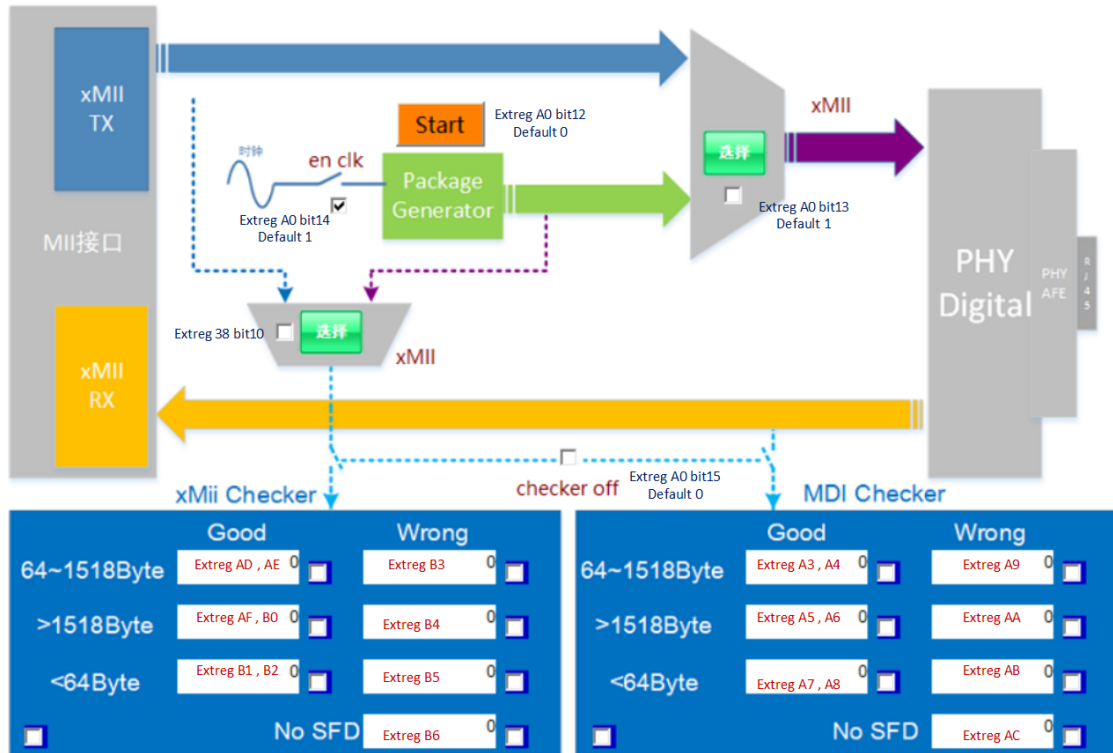 xMII
TX
MII接口
xMII
RX
时钟
en clk
Extreg A0 bit14
Default 1
Start
Extreg A0 bit12
Default 0
Package
Generator
选择
Extreg A0 bit13
Default 1
xMII
PHY
Digital
PHY
AFE
R
J
4
5
Extreg 38 bit10
选择
xMII
checker off
Extreg A0 bit15
Default 0
xMii Checker
Good Wrong
64~1518Byte Extreg AD , AE 0 Extreg B3 0
>1518Byte Extreg AF , B0 0 Extreg B4 0
<64Byte Extreg B1 , B2 0 Extreg B5 0
No SFD Extreg B6 0
MDI Checker
Good Wrong
64~1518Byte Extreg A3 , A4 0 Extreg A9 0
>1518Byte Extreg A5 , A6 0 Extreg AA 0
<64Byte Extreg A7 , A8 0 Extreg AB 0
No SFD Extreg AC 0